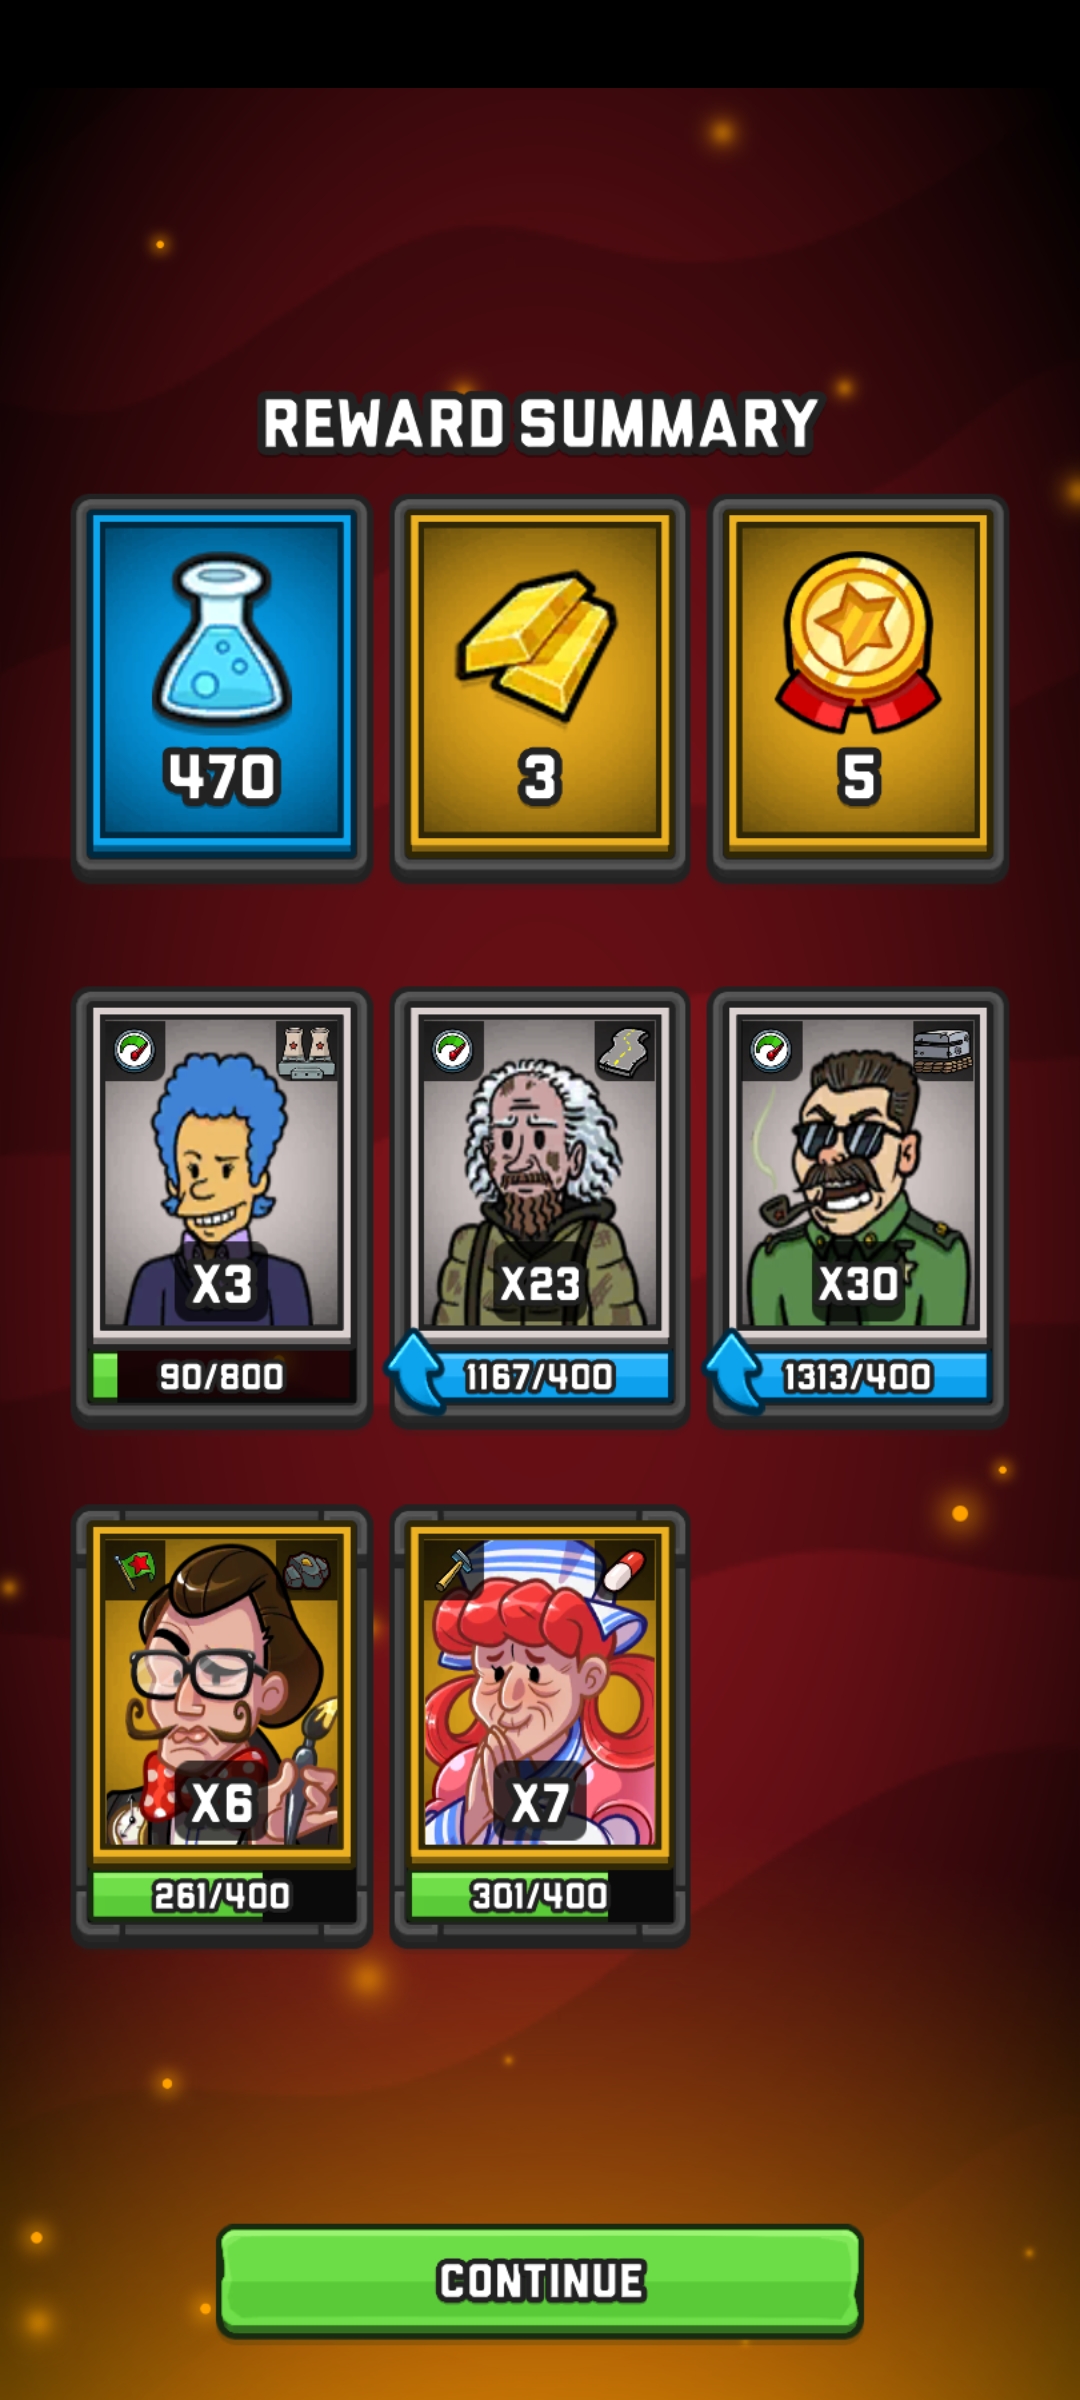 REWARD SUMMARY
470
3
5
X3
X23
X30
90/800
1167/400
1313/400
X6
X7
261/400
301/400
CONTINUE